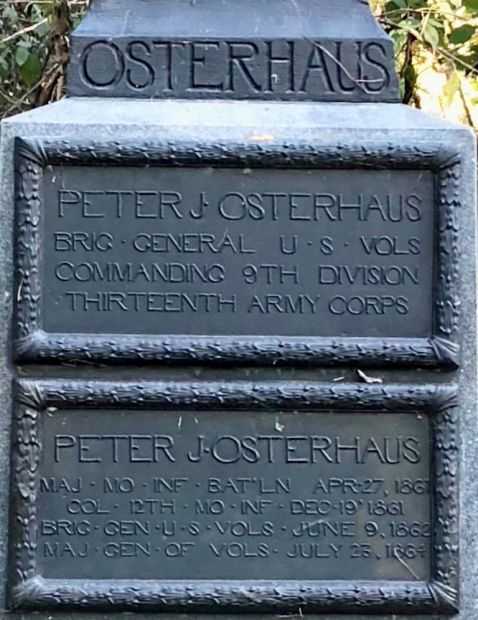 OSTERHAUS
PETER J. OSTERHAUS
BRIG · GENERAL U · S · VOLS
COMMANDING 9TH DIVISION
THIRTEENTH ARMY CORPS
PETER J. OSTERHAUS
MAJ · MO · INF · BAT'LN APR. 27, 1861
COL · 12TH · MO · INF · DEC · 19, 1861
BRIG · GEN · U · S · VOLS · JUNE 9, 1862
MAJ · GEN · OF VOLS · JULY 23, 1864